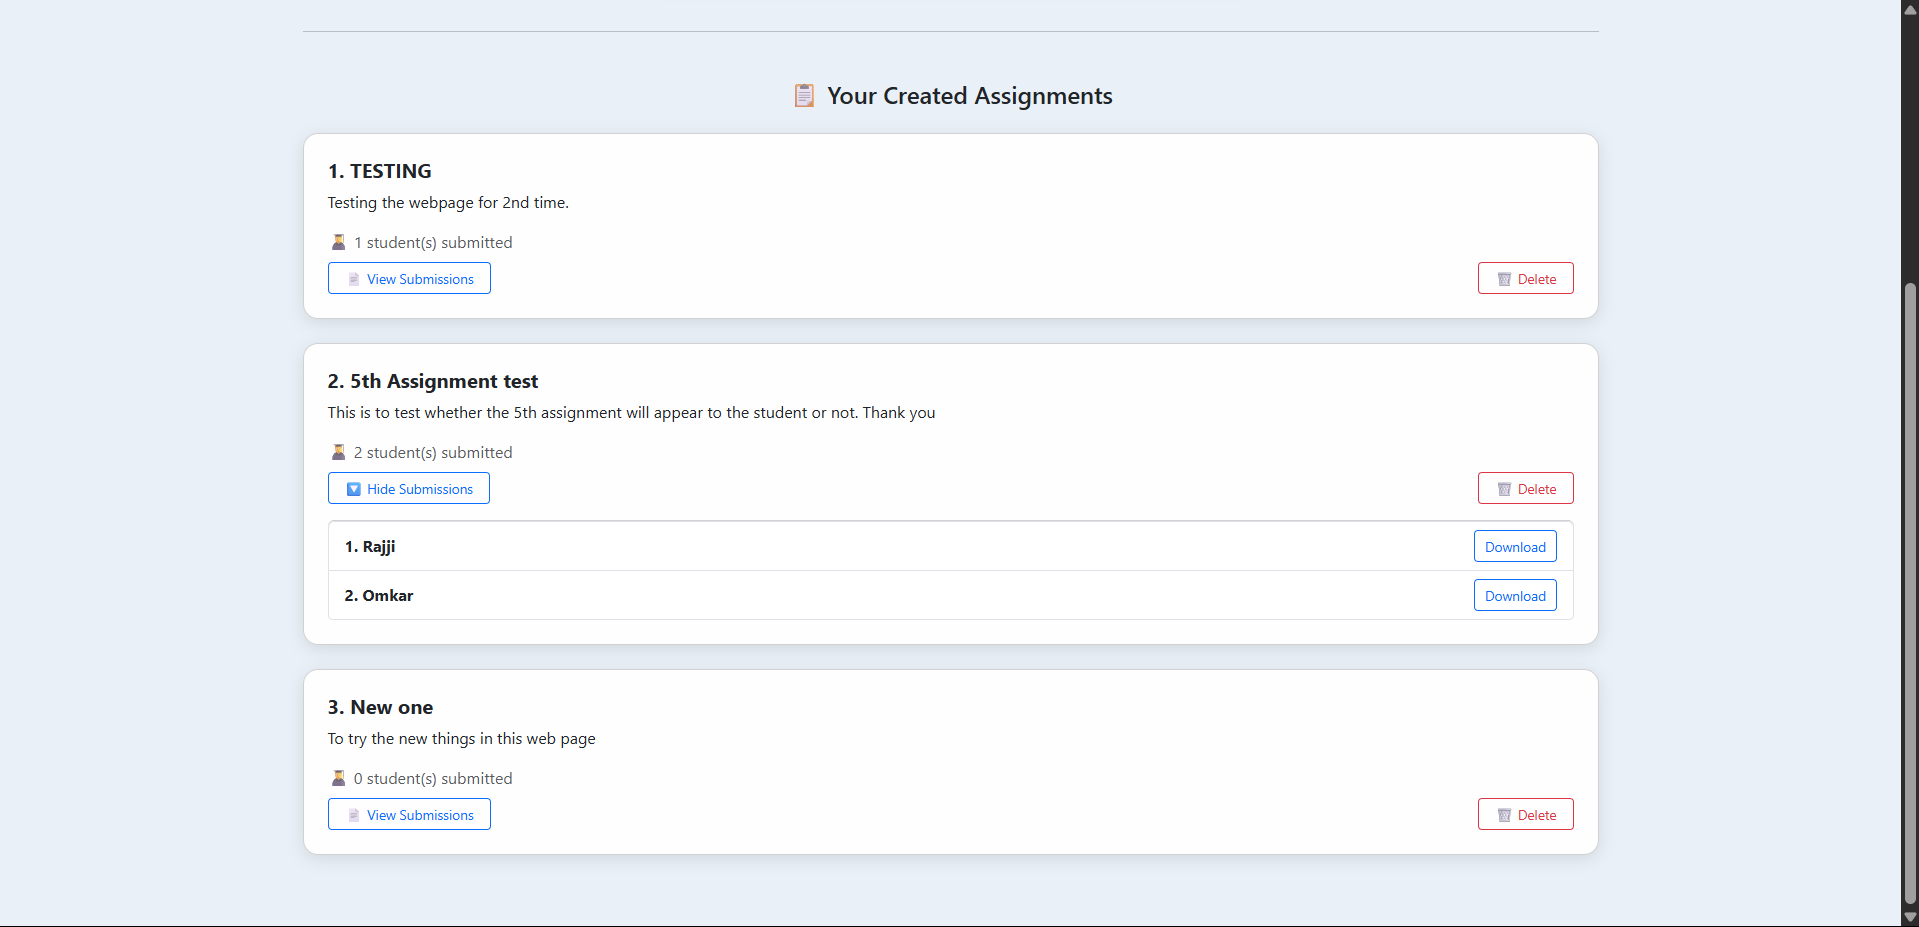 Your Created Assignments
1. TESTING
Testing the webpage for 2nd time.
1 student(s) submitted
View Submissions
Delete
2. 5th Assignment test
This is to test whether the 5th assignment will appear to the student or not. Thank you
2 student(s) submitted
Hide Submissions
Delete
1. Rajji
Download
2. Omkar
Download
3. New one
To try the new things in this web page
0 student(s) submitted
View Submissions
Delete